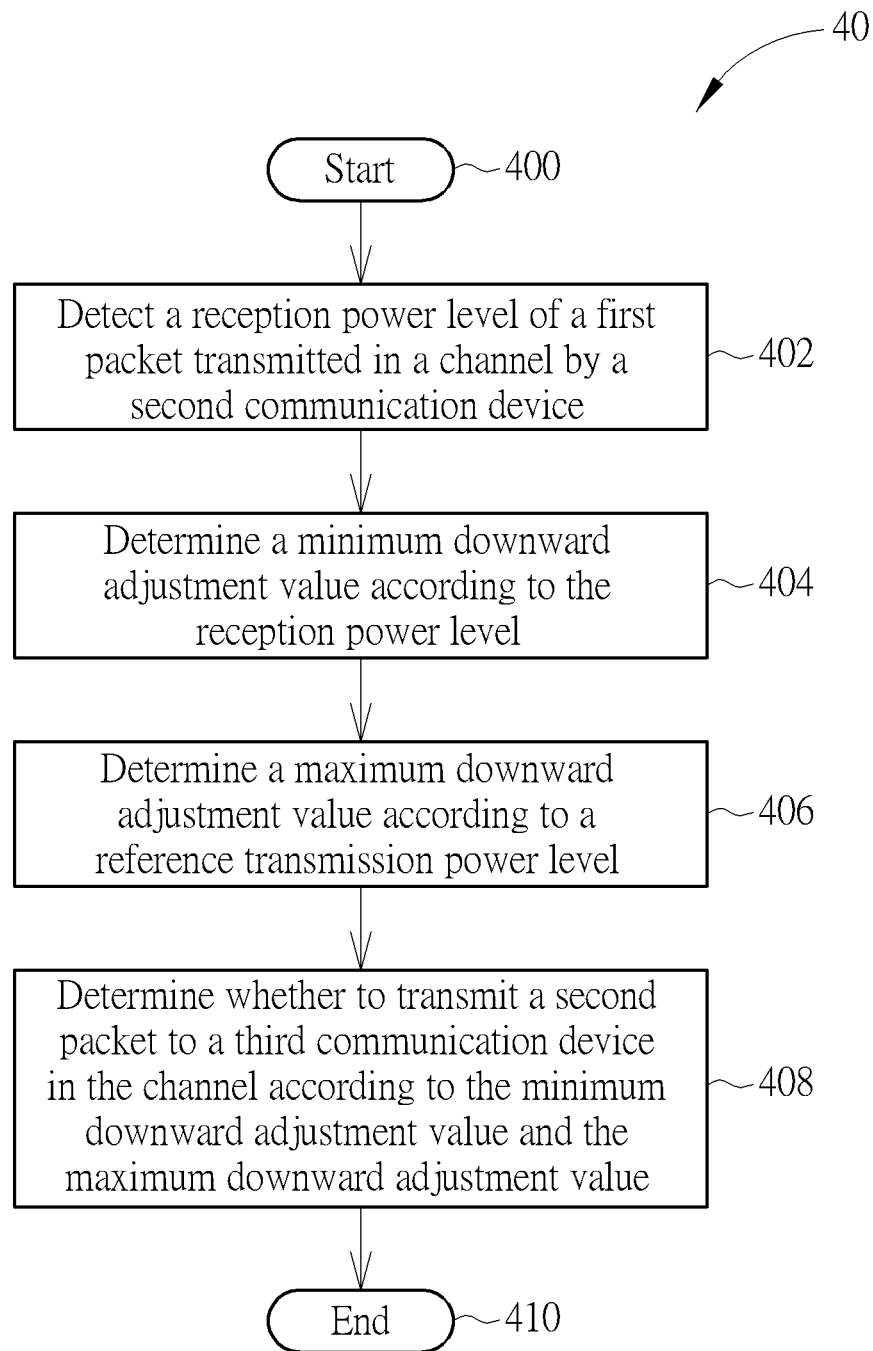 40
Start
400
Detect a reception power level of a first
packet transmitted in a channel by a
second communication device
402
Determine a minimum downward
adjustment value according to the
reception power level
404
Determine a maximum downward
adjustment value according to a
reference transmission power level
406
Determine whether to transmit a second
packet to a third communication device
in the channel according to the minimum
downward adjustment value and the
maximum downward adjustment value
408
End
410